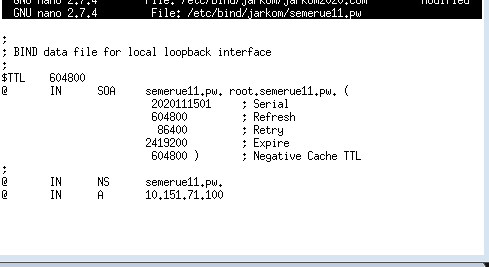 GNU nano 2.7.4 File: /etc/bind/jarkom/jarkom2020.com Modified
GNU nano 2.7.4 File: /etc/bind/jarkom/semerue11.pw
;
; BIND data file for local loopback interface
;
$TTL 604800
@ IN SOA semerue11.pw. root.semerue11.pw. (
2020111501 ; Serial
604800 ; Refresh
86400 ; Retry
2419200 ; Expire
604800 ) ; Negative Cache TTL
;
@ IN NS semerue11.pw.
@ IN A 10.151.71.100